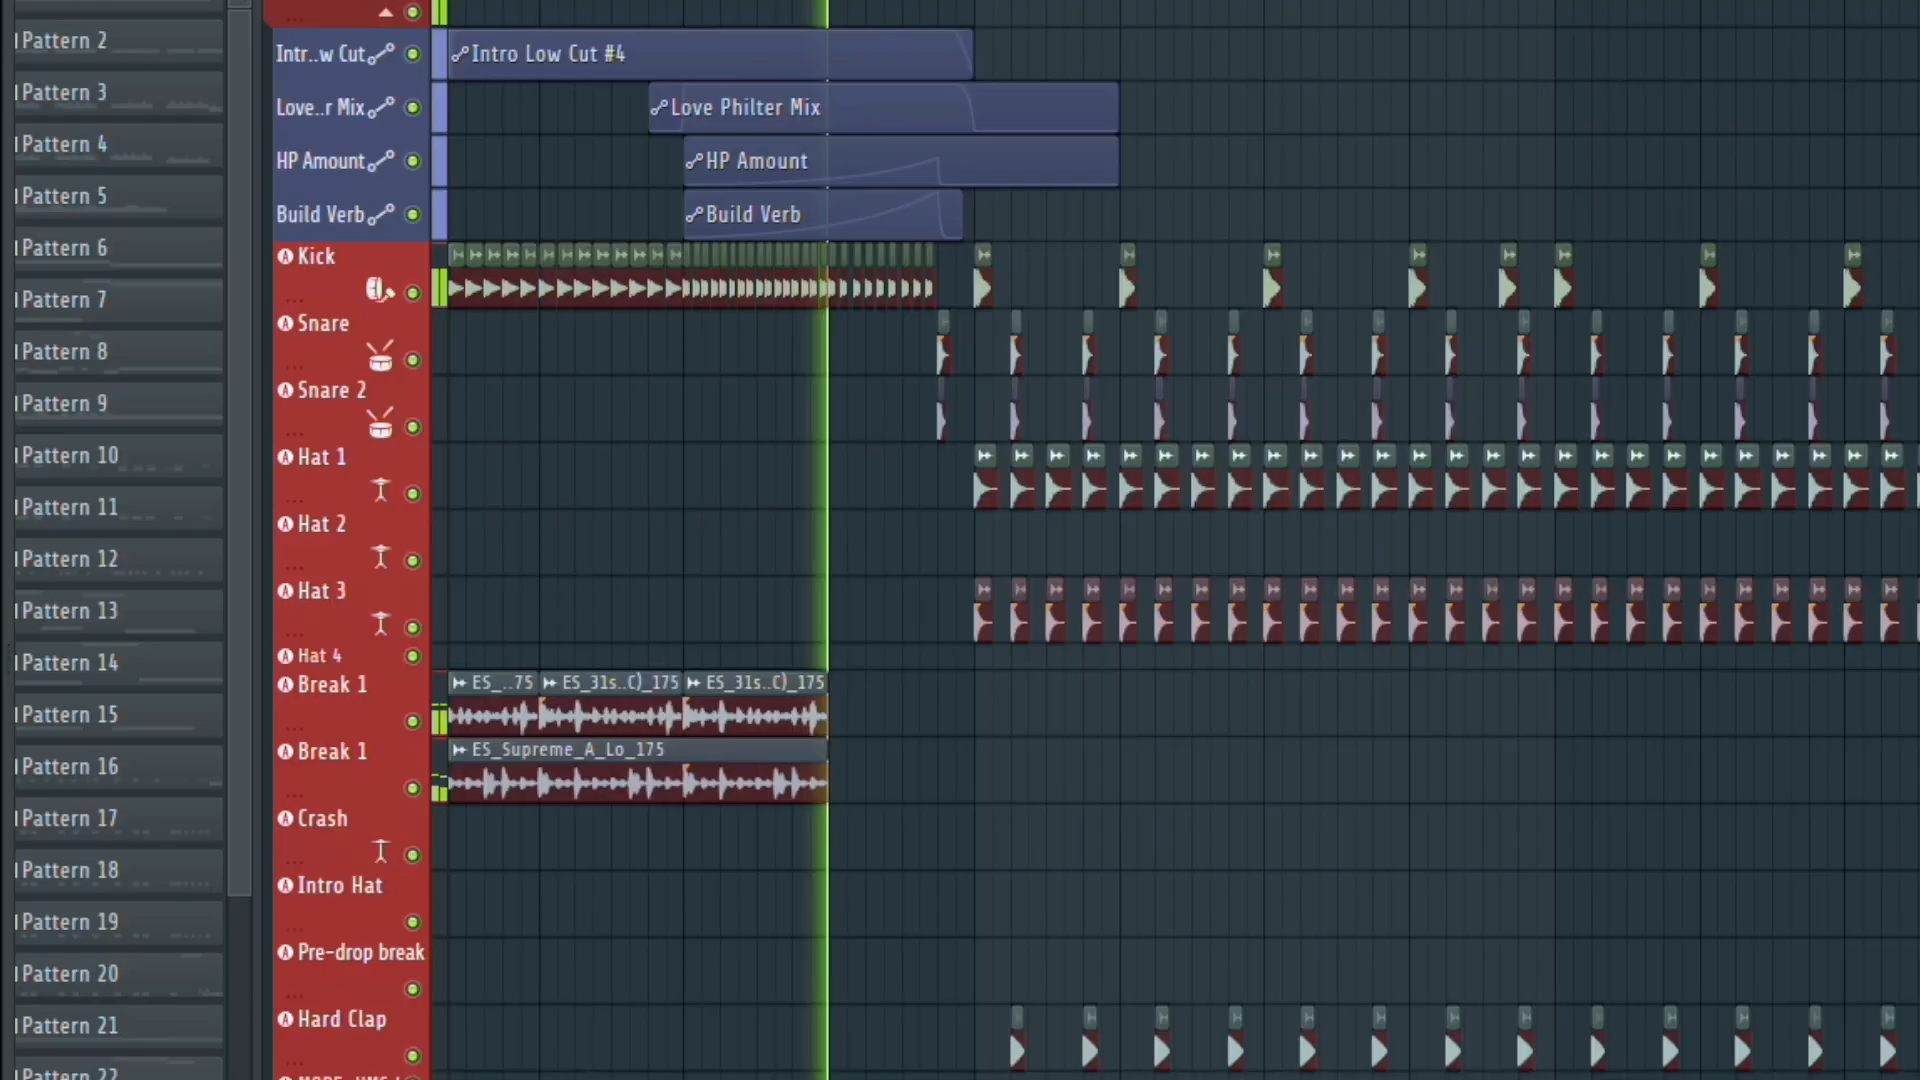 Pattern 2
Pattern 3
Pattern 4
Pattern 5
Pattern 6
Pattern 7
Pattern 8
Pattern 9
Pattern 10
Pattern 11
Pattern 12
Pattern 13
Pattern 14
Pattern 15
Pattern 16
Pattern 17
Pattern 18
Pattern 19
Pattern 20
Pattern 21
Pattern 22
...
Intr..w Cut
Intro Low Cut #4
Love..r Mix
Love Philter Mix
HP Amount
HP Amount
Build Verb
Build Verb
A Kick
...
A Snare
...
A Snare 2
...
A Hat 1
...
A Hat 2
...
A Hat 3
...
A Hat 4
A Break 1
...
ES_..75
ES_31s..C)_175
ES_31s..C)_175
A Break 1
...
ES_Supreme_A_Lo_175
A Crash
...
A Intro Hat
...
A Pre-drop break
...
A Hard Clap
...